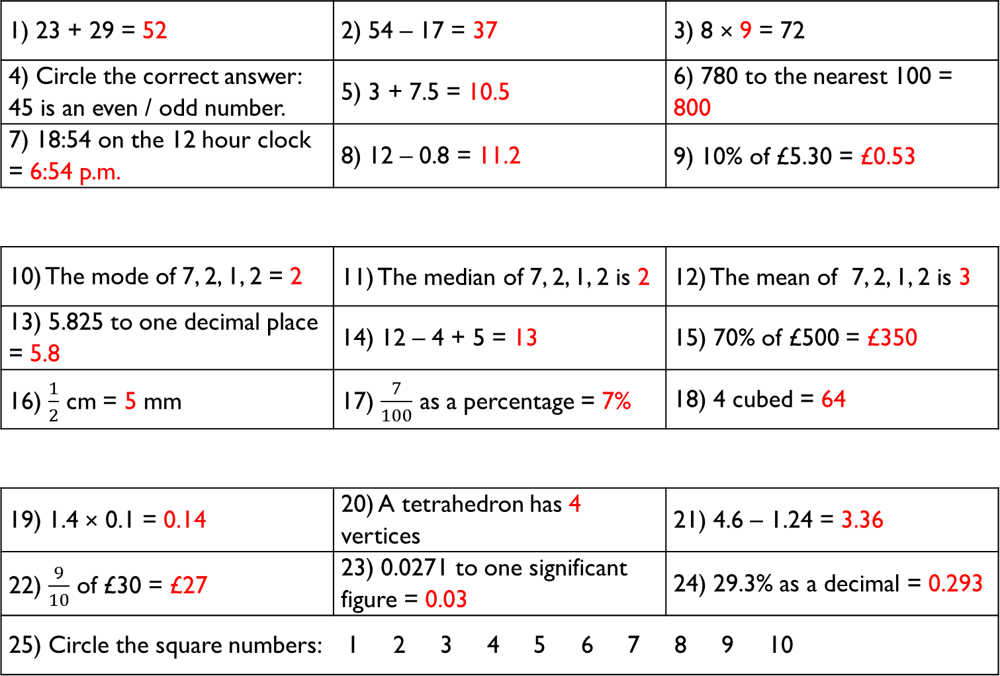 1) 23 + 29 = 52
2) 54 – 17 = 37
3) 8 × 9 = 72
4) Circle the correct answer:
45 is an even / odd number.
5) 3 + 7.5 = 10.5
6) 780 to the nearest 100 =
800
7) 18:54 on the 12 hour clock
= 6:54 p.m.
8) 12 – 0.8 = 11.2
9) 10% of £5.30 = £0.53
10) The mode of 7, 2, 1, 2 = 2
11) The median of 7, 2, 1, 2 is 2
12) The mean of 7, 2, 1, 2 is 3
13) 5.825 to one decimal place
= 5.8
14) 12 – 4 + 5 = 13
15) 70% of £500 = £350
16) 1/2 cm = 5 mm
17) 7/100 as a percentage = 7%
18) 4 cubed = 64
19) 1.4 × 0.1 = 0.14
20) A tetrahedron has 4
vertices
21) 4.6 – 1.24 = 3.36
22) 9/10 of £30 = £27
23) 0.0271 to one significant
figure = 0.03
24) 29.3% as a decimal = 0.293
25) Circle the square numbers: 1 2 3 4 5 6 7 8 9 10